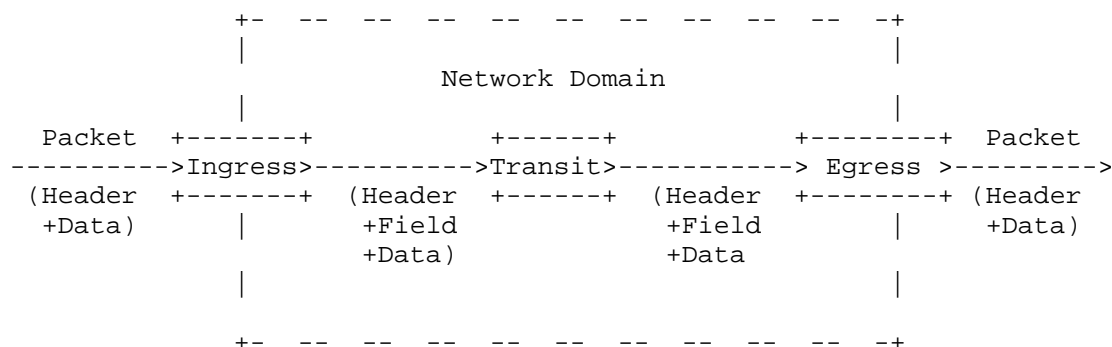 +-  --  --  --  --  --  --  --  --  --  -+
|                                        |
Network Domain
|                                        |
Packet  +-------+          +------+          +--------+  Packet
---------->Ingress>---------->Transit>-----------> Egress >--------->
(Header  +-------+  (Header  +------+  (Header  +--------+ (Header
+Data)     |      +Field            +Field         |     +Data)
+Data)            +Data
|                                        |
+-  --  --  --  --  --  --  --  --  --  -+